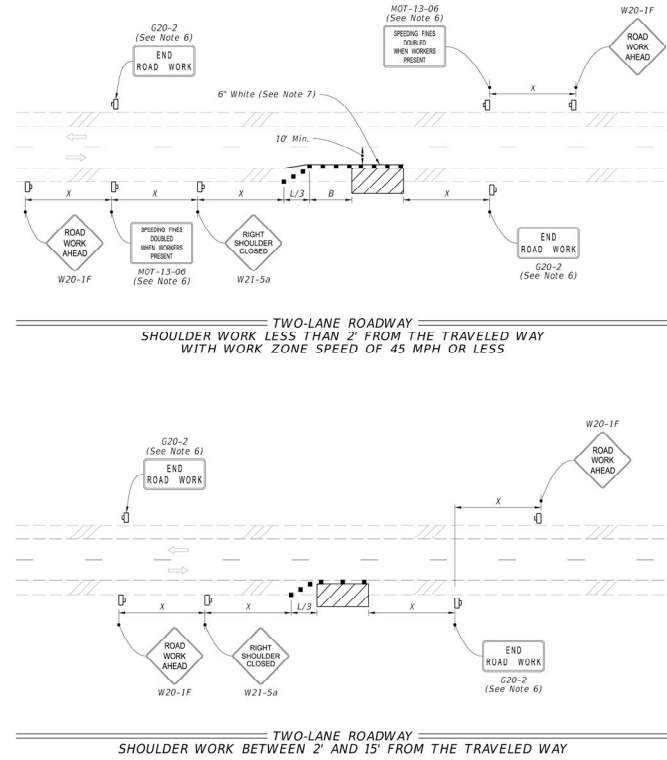 MOT-13-06
(See Note 6)
W20-1F
G20-2
(See Note 6)
SPEEDING FINES
DOUBLED
WHEN WORKERS
PRESENT
ROAD
WORK
AHEAD
END
ROAD WORK
6" White (See Note 7)
X
10' Min.
X
X
X
L/3
B
X
ROAD
WORK
AHEAD
SPEEDING FINES
DOUBLED
WHEN WORKERS
PRESENT
RIGHT
SHOULDER
CLOSED
END
ROAD WORK
W20-1F
MOT-13-06
(See Note 6)
W21-5a
G20-2
(See Note 6)
TWO-LANE ROADWAY
SHOULDER WORK LESS THAN 2' FROM THE TRAVELED WAY
WITH WORK ZONE SPEED OF 45 MPH OR LESS
W20-1F
G20-2
(See Note 6)
ROAD
WORK
AHEAD
END
ROAD WORK
X
X
X
L/3
X
ROAD
WORK
AHEAD
RIGHT
SHOULDER
CLOSED
END
ROAD WORK
W20-1F
W21-5a
G20-2
(See Note 6)
TWO-LANE ROADWAY
SHOULDER WORK BETWEEN 2' AND 15' FROM THE TRAVELED WAY